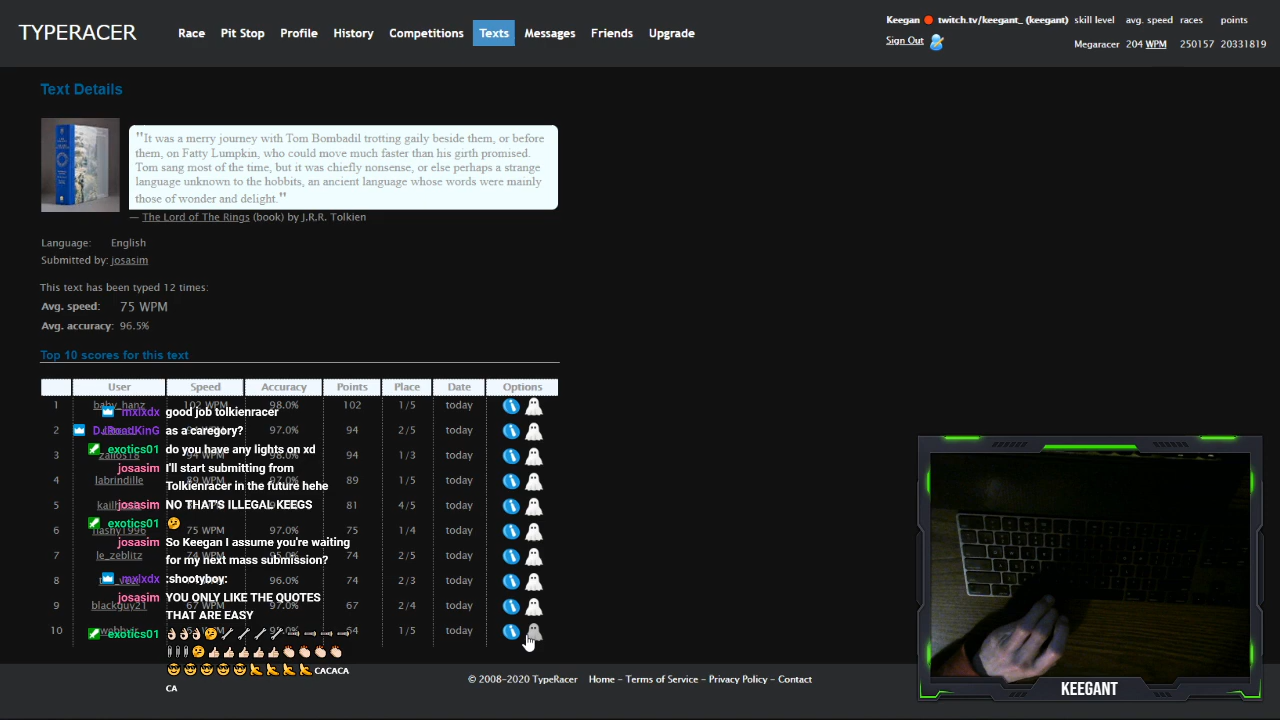 TYPERACER
Race Pit Stop Profile History Competitions Texts Messages Friends Upgrade
Keegan twitch.tv/keegant_ (keegant) skill level avg. speed races points
Sign Out Megaracer 204 WPM 250157 20331819
Text Details
"It was a merry journey with Tom Bombadil trotting gaily beside them, or before
them, on Fatty Lumpkin, who could move much faster than his girth promised.
Tom sang most of the time, but it was chiefly nonsense, or else perhaps a strange
language unknown to the hobbits, an ancient language whose words were mainly
those of wonder and delight."
— The Lord of The Rings (book) by J.R.R. Tolkien
Language: English
Submitted by: josasim
This text has been typed 12 times:
Avg. speed: 75 WPM
Avg. accuracy: 96.5%
Top 10 scores for this text
User Speed Accuracy Points Place Date Options
1 baby_hanz 102 WPM 98.0% 102 1/5 today
mxixdx good job tolkienracer
2 97.0% 94 2/5 today
DJRoadKinG as a caregory?
exotics01 do you have any lights on xd
3 94 1/3 today
josasim I'll start submitting from
4 labrindille 89 1/5 today
Tolkienracer in the future hehe
5 81 4/5 today
josasim NO THAT'S ILLEGAL KEEGS
exotics01 🤔
6 75 WPM 97.0% 75 1/4 today
josasim So Keegan I assume you're waiting
7 le_zeblitz 74 2/5 today
for my next mass submission?
8 96.0% 74 2/3 today
mxixdx :shootyboy:
josasim YOU ONLY LIKE THE QUOTES
9 blackguy21 67 WPM 97.0% 67 2/4 today
THAT ARE EASY
10 64 1/5 today
exotics01 CACACA
CA
© 2008-2020 TypeRacer Home – Terms of Service – Privacy Policy – Contact
KEEGANT